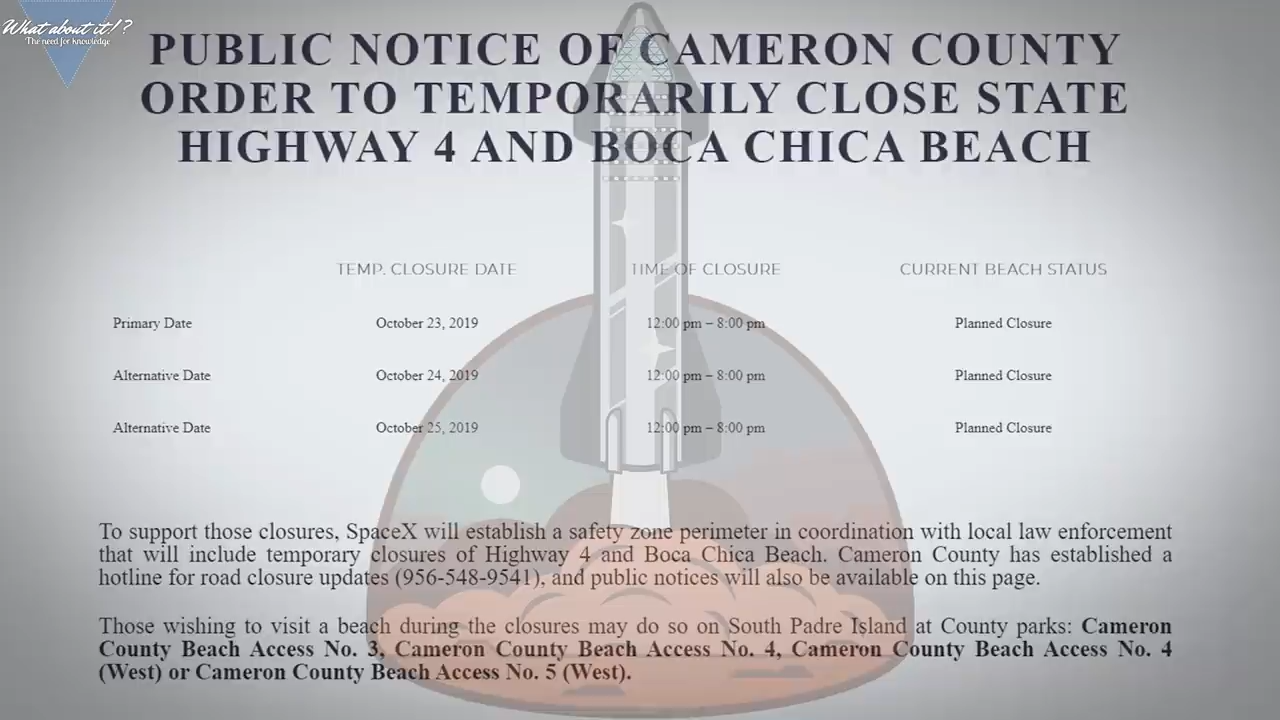 What about it!?
The need for knowledge
PUBLIC NOTICE OF CAMERON COUNTY
ORDER TO TEMPORARILY CLOSE STATE
HIGHWAY 4 AND BOCA CHICA BEACH
TEMP. CLOSURE DATE TIME OF CLOSURE CURRENT BEACH STATUS
Primary Date October 23, 2019 12:00 pm – 8:00 pm Planned Closure
Alternative Date October 24, 2019 12:00 pm – 8:00 pm Planned Closure
Alternative Date October 25, 2019 12:00 pm – 8:00 pm Planned Closure
To support those closures, SpaceX will establish a safety zone perimeter in coordination with local law enforcement
that will include temporary closures of Highway 4 and Boca Chica Beach. Cameron County has established a
hotline for road closure updates (956-548-9541), and public notices will also be available on this page.
Those wishing to visit a beach during the closures may do so on South Padre Island at County parks: Cameron
County Beach Access No. 3, Cameron County Beach Access No. 4, Cameron County Beach Access No. 4
(West) or Cameron County Beach Access No. 5 (West).